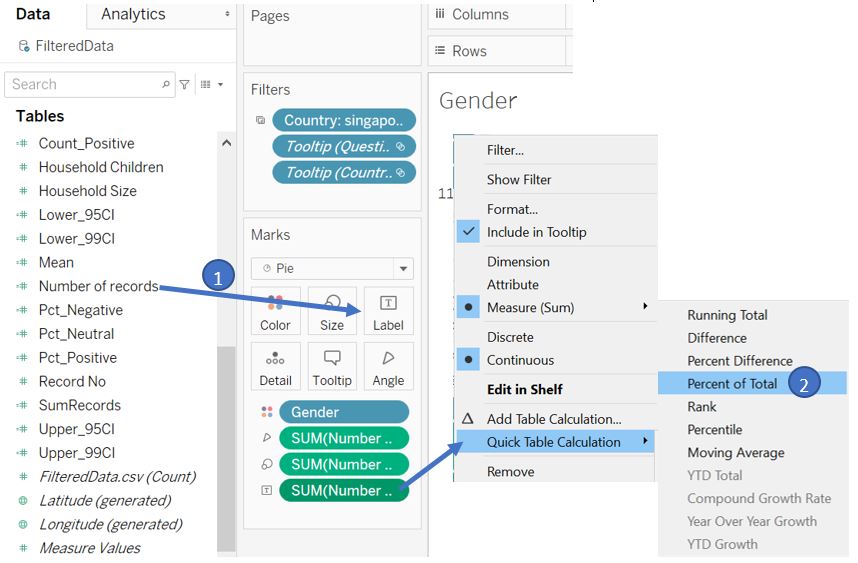 Data
Analytics
FilteredData
Search
Tables
Count_Positive
Household Children
Household Size
Lower_95CI
Lower_99CI
Mean
Number of records
Pct_Negative
Pct_Neutral
Pct_Positive
Record No
SumRecords
Upper_95CI
Upper_99CI
FilteredData.csv (Count)
Latitude (generated)
Longitude (generated)
Measure Values
Pages
Filters
Country: singapo..
Tooltip (Questi..
Tooltip (Countr..
Marks
Pie
1
Color
Size
Label
Detail
Tooltip
Angle
Gender
SUM(Number ..
SUM(Number ..
SUM(Number ..
Columns
Rows
Gender
11
Filter...
Show Filter
Format...
Include in Tooltip
Dimension
Attribute
Measure (Sum)
Discrete
Continuous
Edit in Shelf
Add Table Calculation...
Quick Table Calculation
Remove
Running Total
Difference
Percent Difference
Percent of Total
2
Rank
Percentile
Moving Average
YTD Total
Compound Growth Rate
Year Over Year Growth
YTD Growth